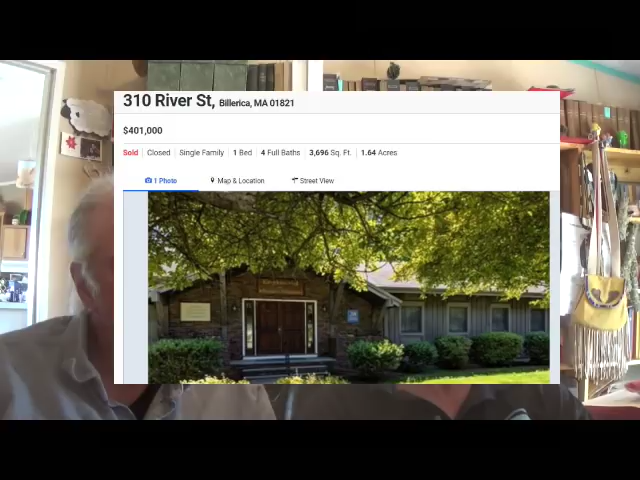 310 River St, Billerica, MA 01821
$401,000
Sold Closed Single Family 1 Bed 4 Full Baths 3,696 Sq. Ft. 1.64 Acres
1 Photo Map & Location Street View